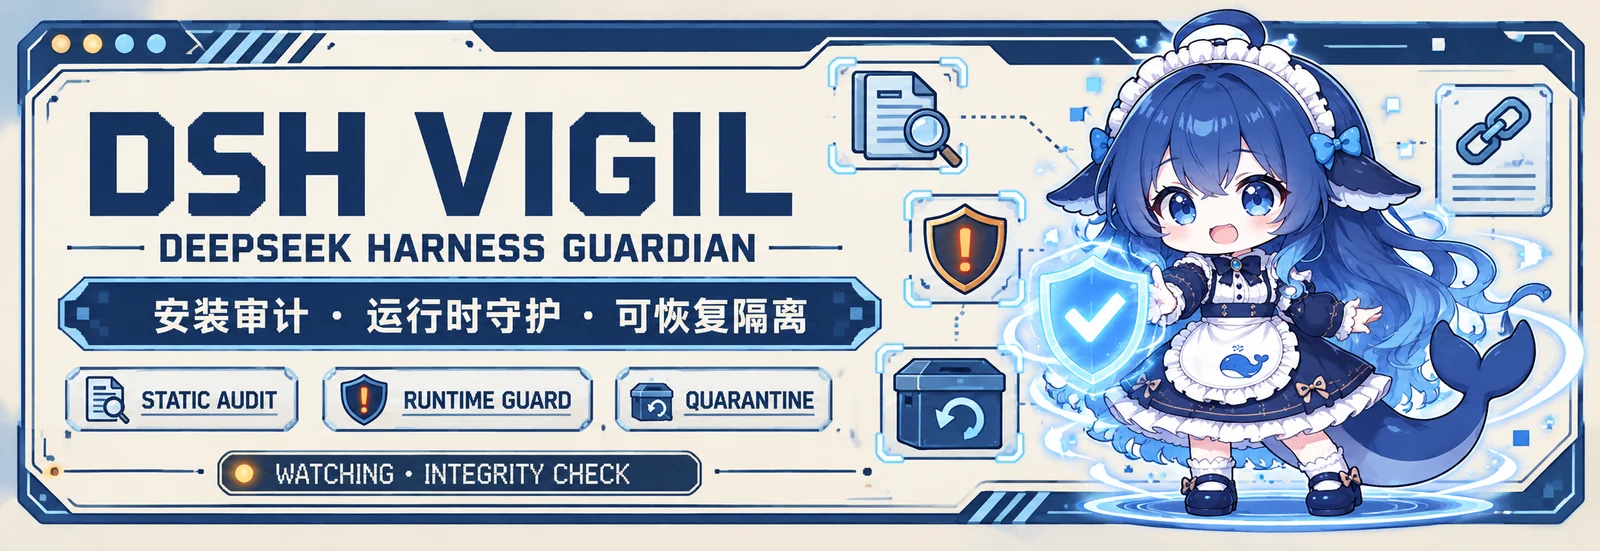 DSH VIGIL
DEEPSEEK HARNESS GUARDIAN
安装审计 · 运行时守护 · 可恢复隔离
STATIC AUDIT
RUNTIME GUARD
QUARANTINE
WATCHING · INTEGRITY CHECK